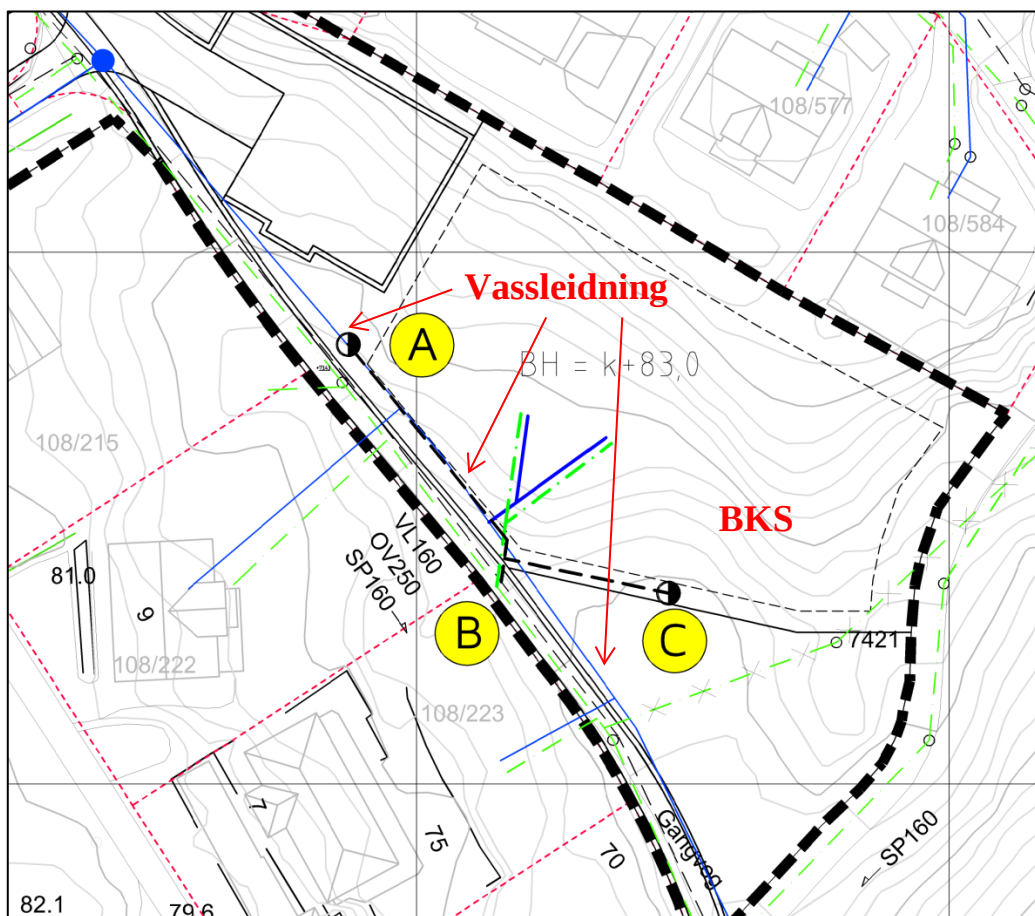 108/577
108/584
Vassleidning
A
BH = k+83,0
108/215
BKS
VL160
OV250
SP160
81.0
9
B
C
7421
108/222
108/223
7
75
70
Gangveg
SP160
82.1
79.6